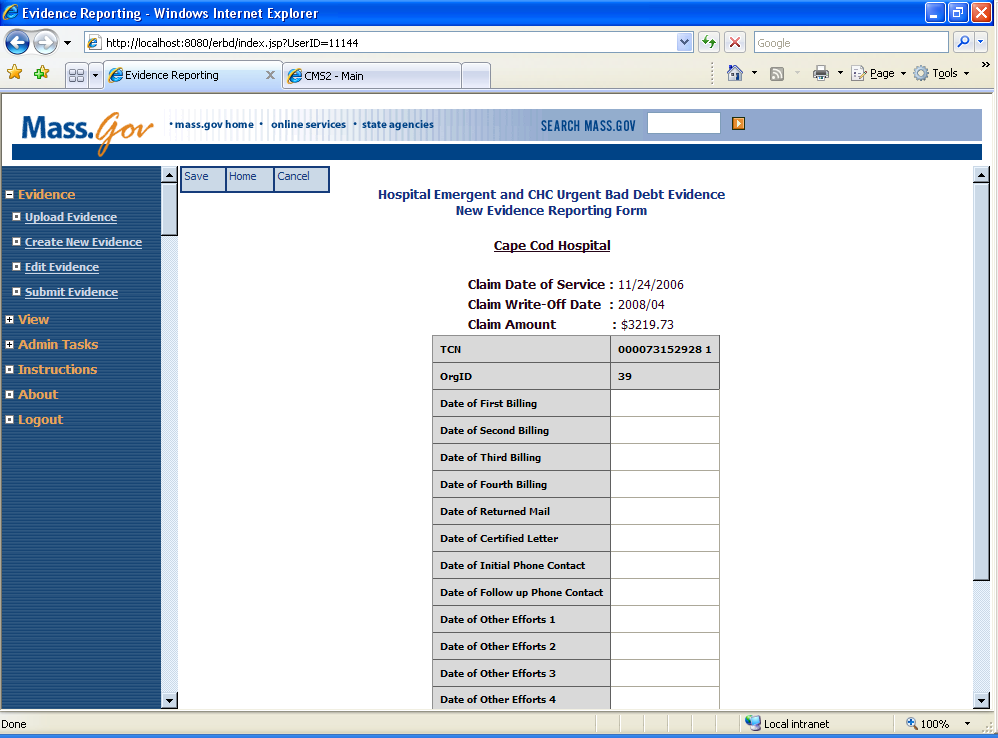 Evidence Reporting - Windows Internet Explorer
http://localhost:8080/erbd/index.jsp?UserID=11144
Google
Evidence Reporting
CMS2 - Main
Page
Tools
Mass.Gov
mass.gov home
online services
state agencies
SEARCH MASS.GOV
Evidence
Upload Evidence
Create New Evidence
Edit Evidence
Submit Evidence
View
Admin Tasks
Instructions
About
Logout
Save Home Cancel
Hospital Emergent and CHC Urgent Bad Debt Evidence
New Evidence Reporting Form
Cape Cod Hospital
Claim Date of Service : 11/24/2006
Claim Write-Off Date : 2008/04
Claim Amount : $3219.73
TCN 000073152928 1
OrgID 39
Date of First Billing
Date of Second Billing
Date of Third Billing
Date of Fourth Billing
Date of Returned Mail
Date of Certified Letter
Date of Initial Phone Contact
Date of Follow up Phone Contact
Date of Other Efforts 1
Date of Other Efforts 2
Date of Other Efforts 3
Date of Other Efforts 4
Done
Local intranet
100%